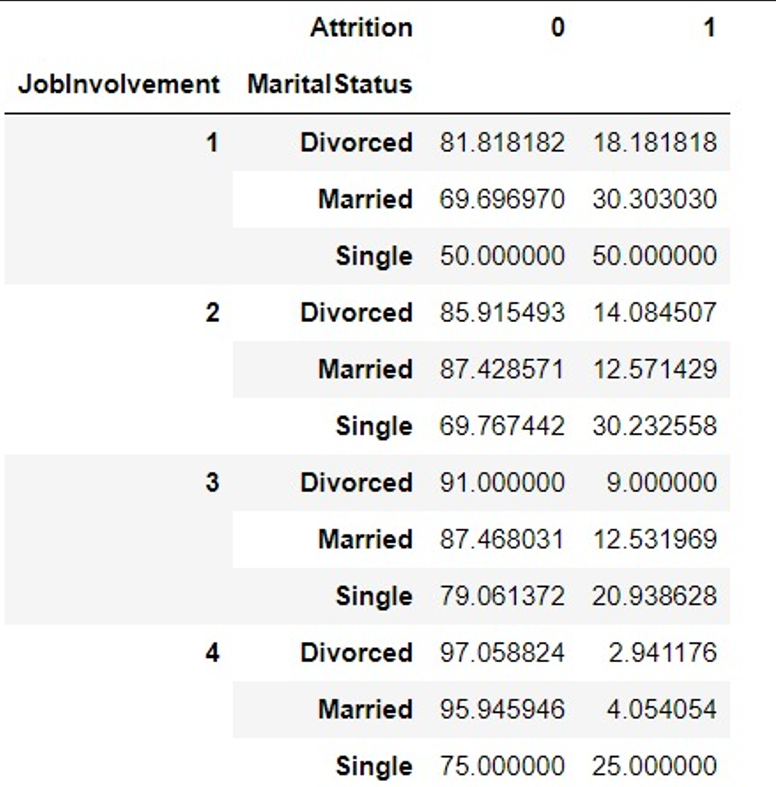 Attrition 0 1
JobInvolvement MaritalStatus
1 Divorced 81.818182 18.181818
Married 69.696970 30.303030
Single 50.000000 50.000000
2 Divorced 85.915493 14.084507
Married 87.428571 12.571429
Single 69.767442 30.232558
3 Divorced 91.000000 9.000000
Married 87.468031 12.531969
Single 79.061372 20.938628
4 Divorced 97.058824 2.941176
Married 95.945946 4.054054
Single 75.000000 25.000000